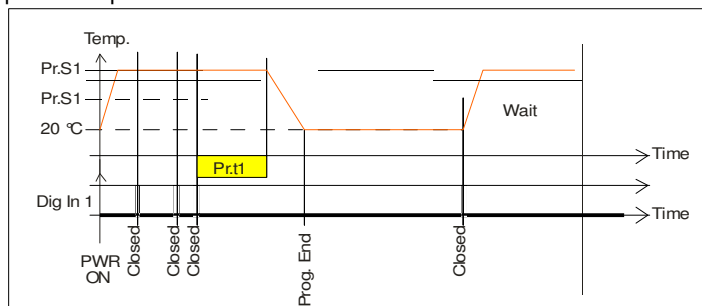 Temp.
Pr.S1
Pr.S1
Wait
20 °C
Time
Pr.t1
Dig In 1
Time
PWR
ON
Closed
Closed
Closed
Prog. End
Closed